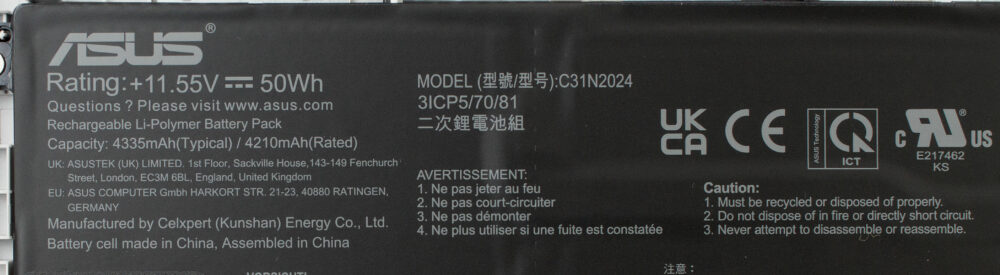 ASUS
Rating: +11.55V ⎓ 50Wh
Questions ? Please visit www.asus.com
Rechargeable Li-Polymer Battery Pack
Capacity: 4335mAh(Typical) / 4210mAh(Rated)
UK: ASUSTEK (UK) LIMITED. 1st Floor, Sackville House,143-149 Fenchurch
Street, London, EC3M 6BL, England, United Kingdom
EU: ASUS COMPUTER Gmbh HARKORT STR. 21-23, 40880 RATINGEN,
GERMANY
Manufactured by Celxpert (Kunshan) Energy Co., Ltd.
Battery cell made in China, Assembled in China
MODEL (型號/型号):C31N2024
3ICP5/70/81
二次鋰電池組
AVERTISSEMENT:
1. Ne pas jeter au feu
2. Ne pas court-circuiter
3. Ne pas démonter
4. Ne plus utiliser si une fuite est constatée
UK
CA
CE
ASUS Technology
ICT
C RU US
E217462
KS
Caution:
1. Must be recycled or disposed of properly.
2. Do not dispose of in fire or directly short circuit.
3. Never attempt to disassemble or reassemble.
注意：